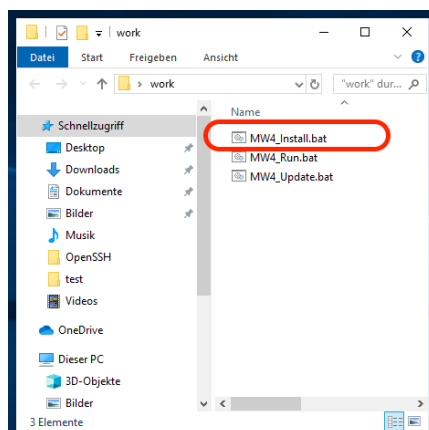 work
Datei Start Freigeben Ansicht
work "work" dur...
Name
Schnellzugriff
Desktop
Downloads
Dokumente
Bilder
Musik
OpenSSH
test
Videos
OneDrive
Dieser PC
3D-Objekte
Bilder
MW4_Install.bat
MW4_Run.bat
MW4_Update.bat
3 Elemente